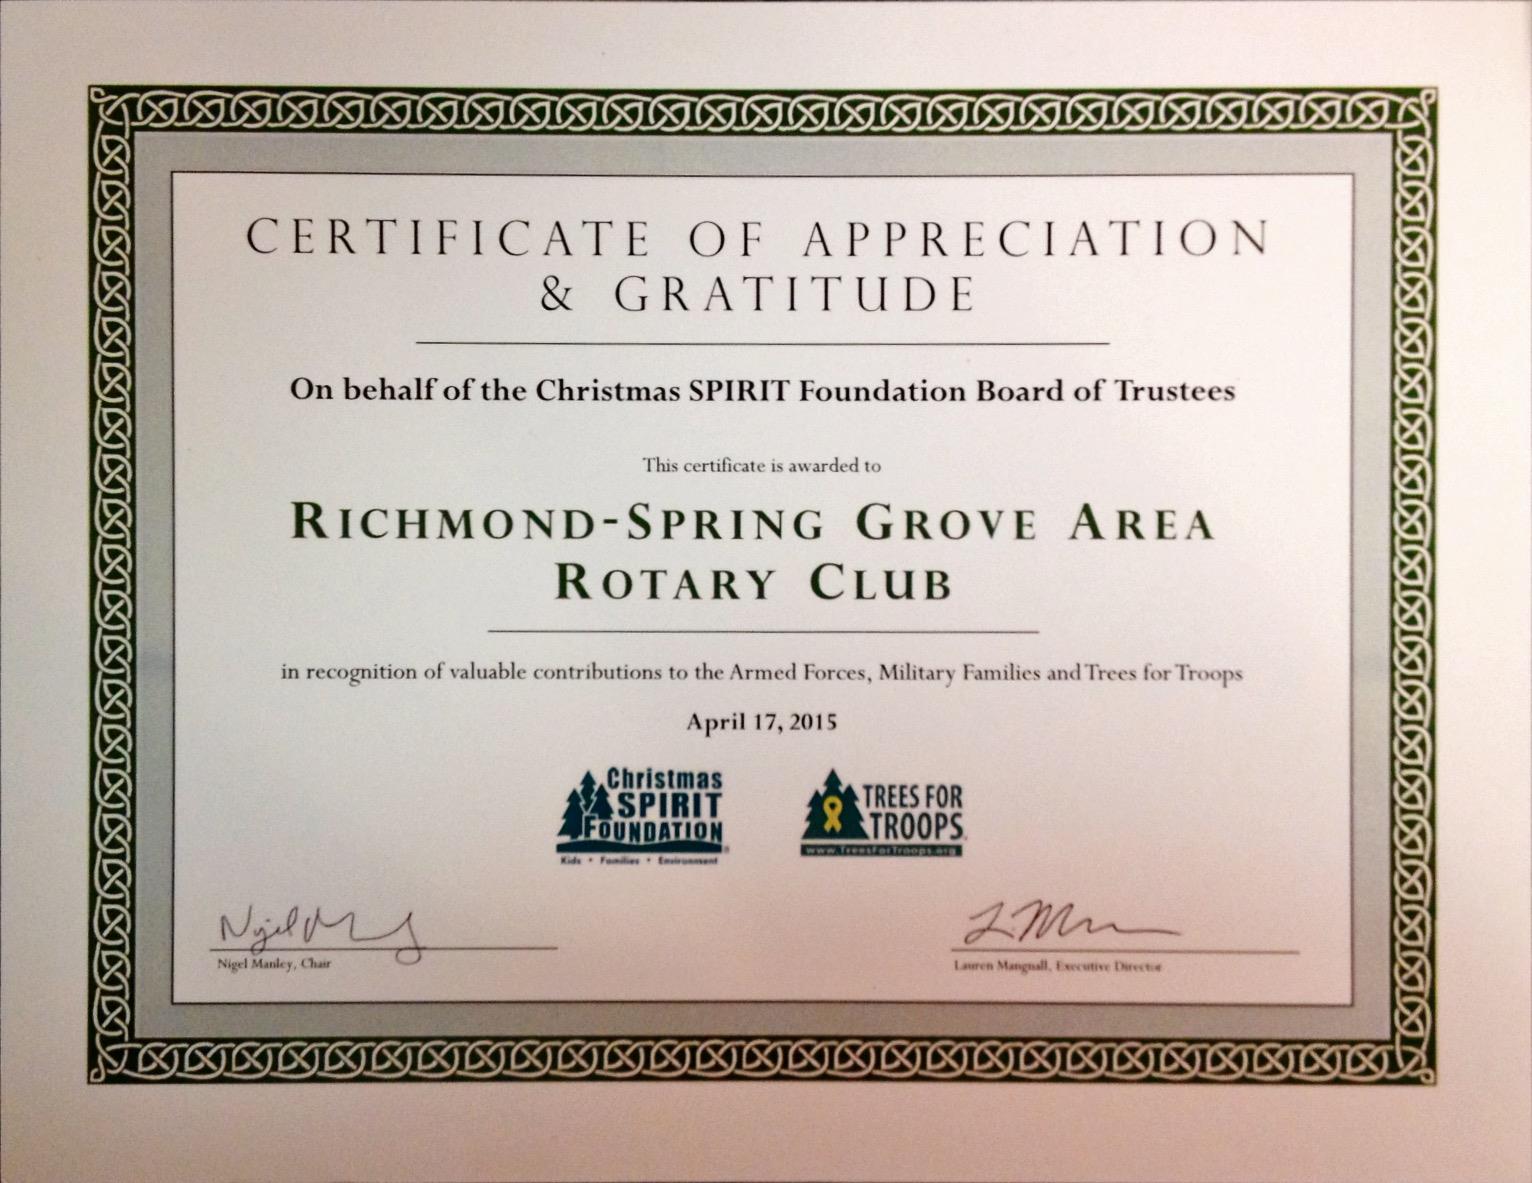 CERTIFICATE OF APPRECIATION
& GRATITUDE
On behalf of the Christmas SPIRIT Foundation Board of Trustees
This certificate is awarded to
RICHMOND-SPRING GROVE AREA
ROTARY CLUB
in recognition of valuable contributions to the Armed Forces, Military Families and Trees for Troops
April 17, 2015
Christmas
SPIRIT
FOUNDATION®
Kids • Families • Environment
TREES FOR
TROOPS
www.TreesForTroops.org
Nigel Manley, Chair
Lauren Mangnall, Executive Director